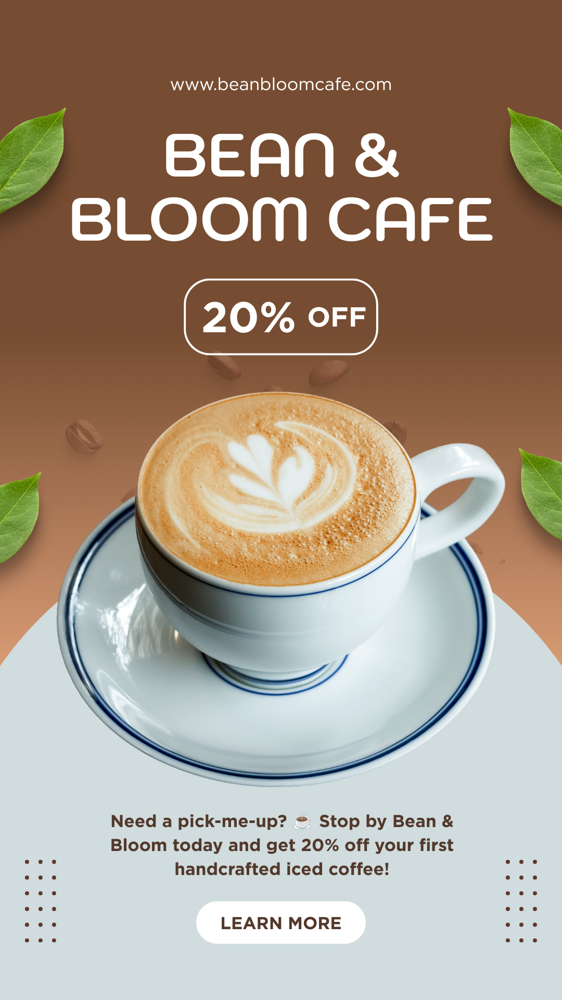 www.beanbloomcafe.com
BEAN &
BLOOM CAFE
20% OFF
Need a pick-me-up? ☕ Stop by Bean &
Bloom today and get 20% off your first
handcrafted iced coffee!
LEARN MORE